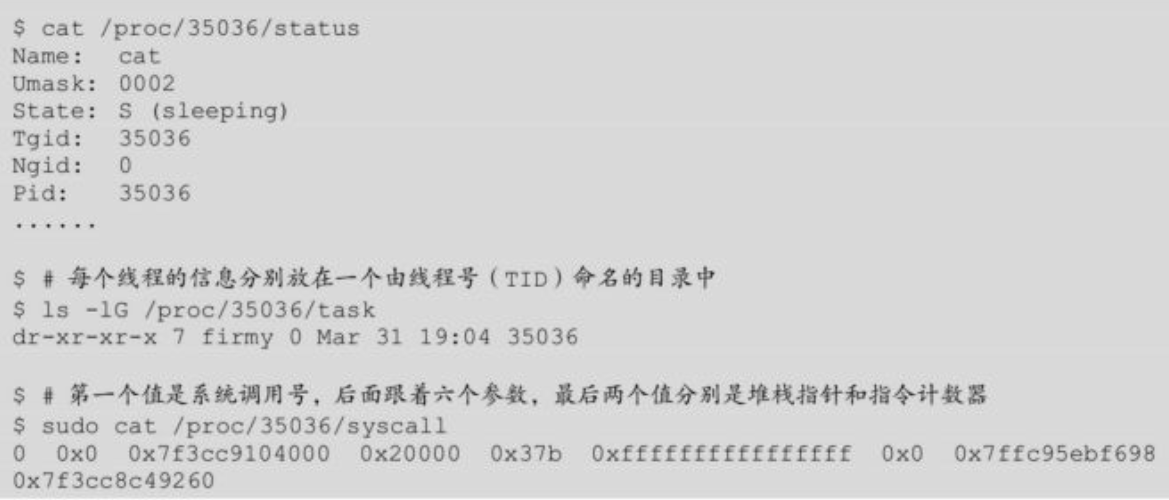 $ cat /proc/35036/status
Name:   cat
Umask: 0002
State: S (sleeping)
Tgid:   35036
Ngid:   0
Pid:    35036
......
$ # 每个线程的信息分别放在一个由线程号（TID）命名的目录中
$ ls -lG /proc/35036/task
dr-xr-xr-x 7 firmy 0 Mar 31 19:04 35036
$ # 第一个值是系统调用号，后面跟着六个参数，最后两个值分别是堆栈指针和指令计数器
$ sudo cat /proc/35036/syscall
0  0x0  0x7f3cc9104000  0x20000  0x37b  0xffffffffffffffff  0x0  0x7ffc95ebf698
0x7f3cc8c49260